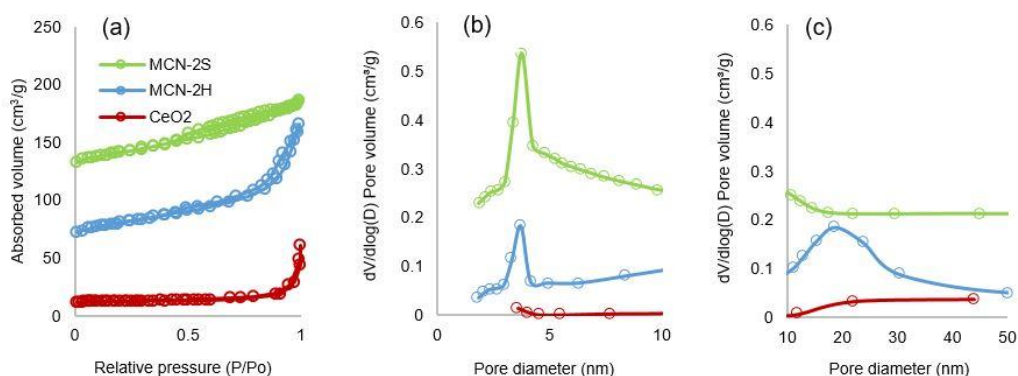 (a)
250
200
150
100
50
0
Absorbed volume (cm³/g)
MCN-2S
MCN-2H
CeO2
0
0.5
1
Relative pressure (P/Po)
(b)
0.6
0.5
0.4
0.3
0.2
0.1
0
dV/dlog(D) Pore volume (cm³/g)
0
5
10
Pore diameter (nm)
(c)
0.6
0.5
0.4
0.3
0.2
0.1
0
dV/dlog(D) Pore volume (cm³/g)
10
20
30
40
50
Pore diameter (nm)